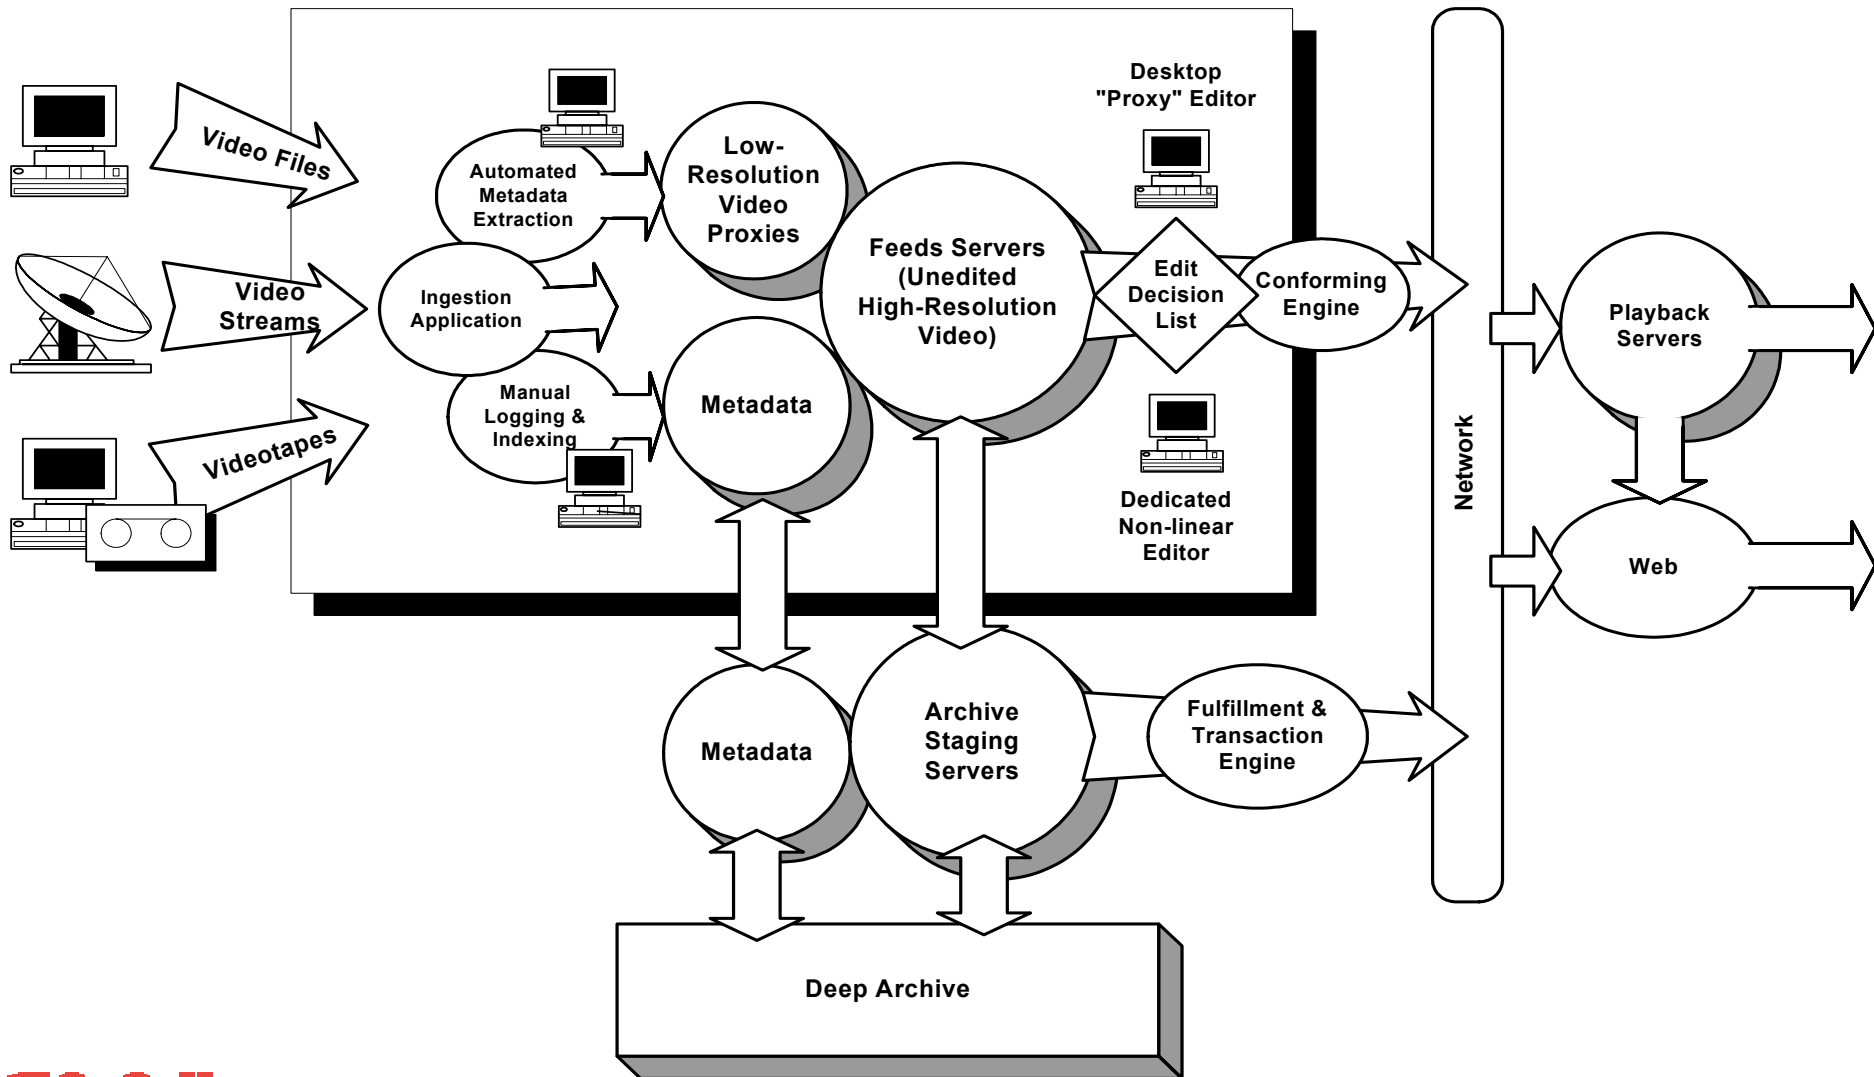 Video Files
Video
Streams
Videotapes
Automated
Metadata
Extraction
Ingestion
Application
Manual
Logging &
Indexing
Low-
Resolution
Video
Proxies
Metadata
Feeds Servers
(Unedited
High-Resolution
Video)
Desktop
"Proxy" Editor
Edit
Decision
List
Conforming
Engine
Dedicated
Non-linear
Editor
Network
Playback
Servers
Web
Metadata
Archive
Staging
Servers
Fulfillment &
Transaction
Engine
Deep Archive